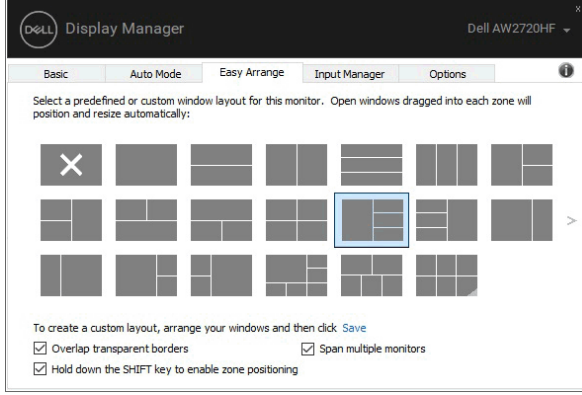 DELL Display Manager
Dell AW2720HF
x
Basic
Auto Mode
Easy Arrange
Input Manager
Options
i
Select a predefined or custom window layout for this monitor. Open windows dragged into each zone will
position and resize automatically:
>
To create a custom layout, arrange your windows and then click Save
Overlap transparent borders
Span multiple monitors
Hold down the SHIFT key to enable zone positioning